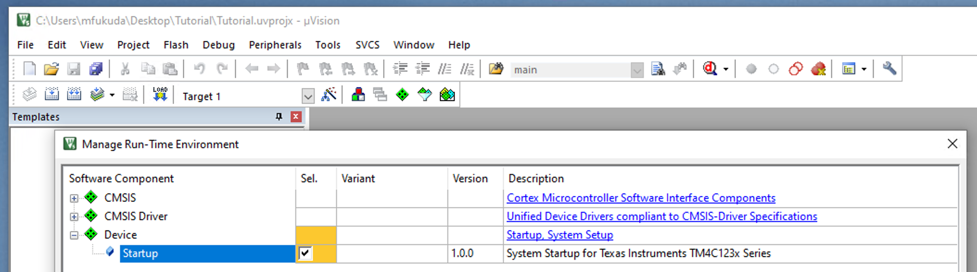 C:\Users\mfukuda\Desktop\Tutorial\Tutorial.uvprojx - µVision
File Edit View Project Flash Debug Peripherals Tools SVCS Window Help
main
LOAD Target 1
Templates
Manage Run-Time Environment
Software Component Sel. Variant Version Description
CMSIS Cortex Microcontroller Software Interface Components
CMSIS Driver Unified Device Drivers compliant to CMSIS-Driver Specifications
Device Startup, System Setup
Startup 1.0.0 System Startup for Texas Instruments TM4C123x Series